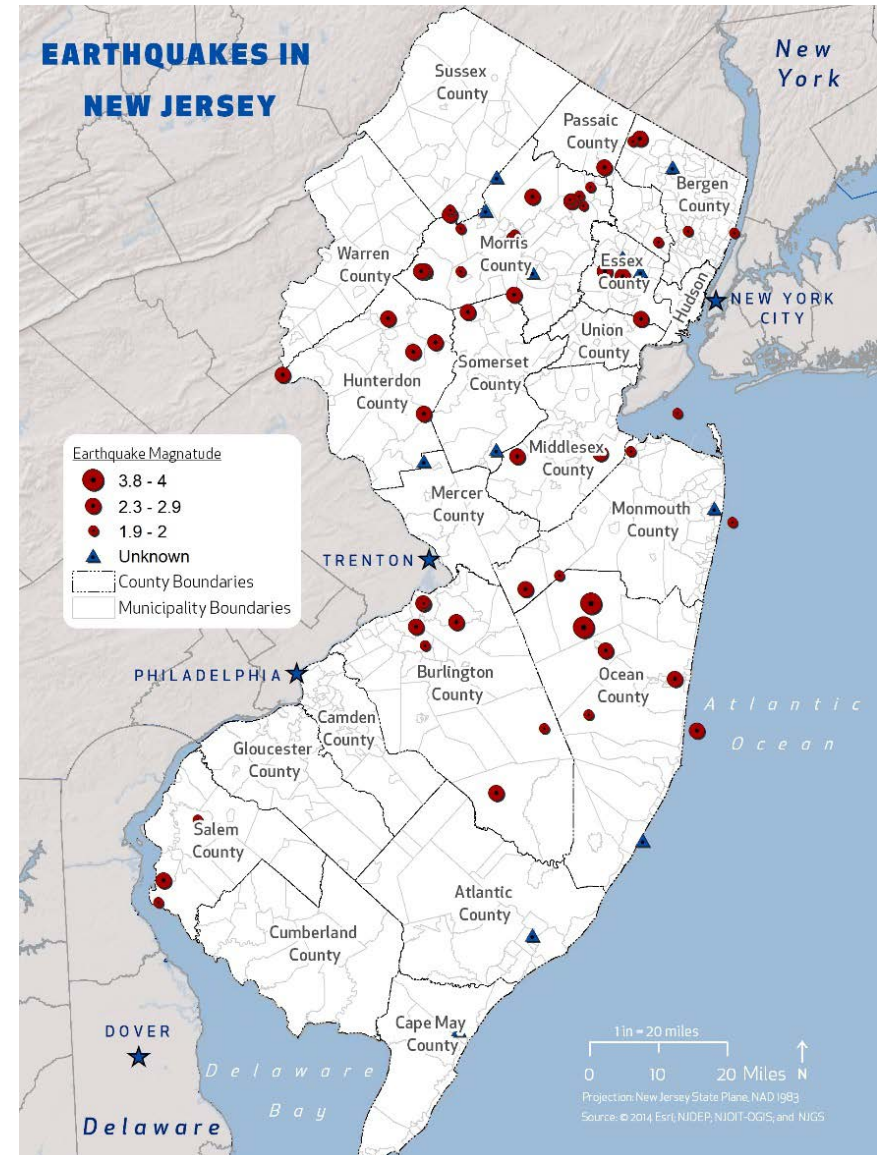 EARTHQUAKES IN
NEW JERSEY
New
York
Sussex
County
Passaic
County
Bergen
County
Warren
County
Morris
County
Essex
County
Hudson
NEW YORK
CITY
Union
County
Somerset
County
Hunterdon
County
Middlesex
County
Mercer
County
Monmouth
County
Earthquake Magnatude
3.8 - 4
2.3 - 2.9
1.9 - 2
Unknown
County Boundaries
Municipality Boundaries
TRENTON
PHILADELPHIA
Burlington
County
Ocean
County
Atlantic
Ocean
Camden
County
Gloucester
County
Salem
County
Atlantic
County
Cumberland
County
Cape May
County
DOVER
Delaware
Bay
Delaware
1 in = 20 miles
0 10 20 Miles N
Projection: New Jersey State Plane, NAD 1983
Source: © 2014 Esri; NJDEP; NJOIT-OGIS; and NJGS